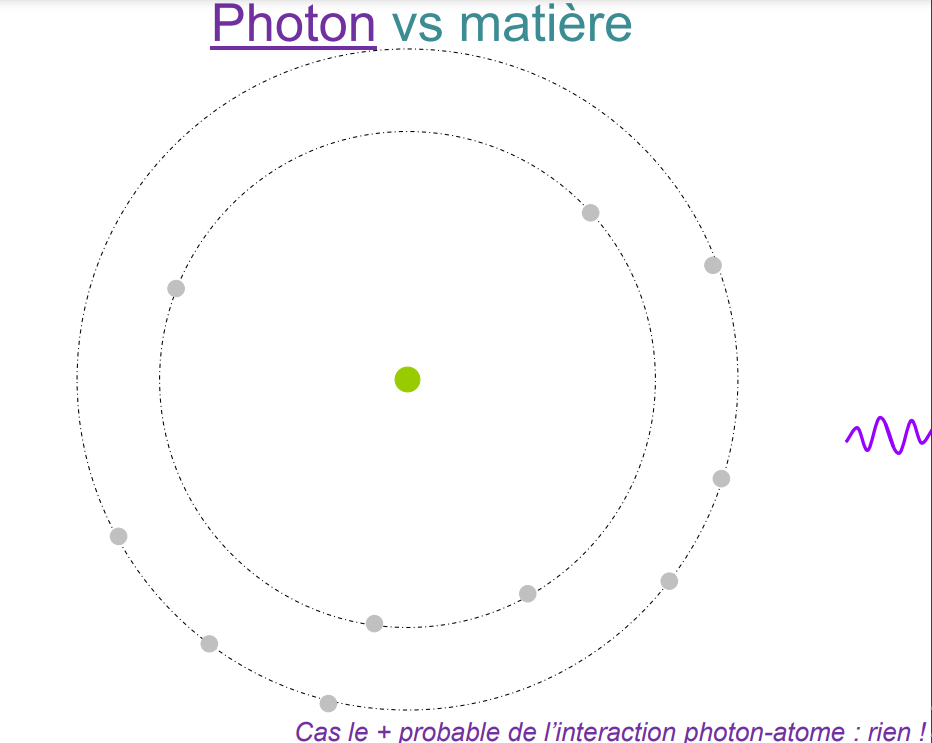 Photon vs matière
Cas le + probable de l'interaction photon-atome : rien !